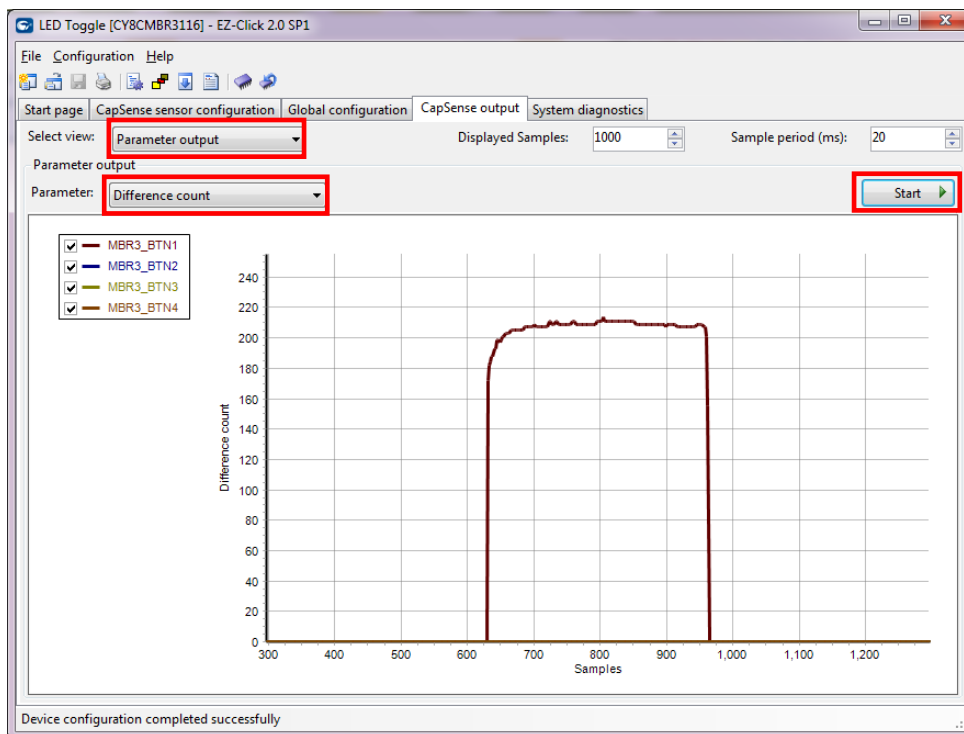 LED Toggle [CY8CMBR3116] - EZ-Click 2.0 SP1
File Configuration Help
Start page CapSense sensor configuration Global configuration CapSense output System diagnostics
Select view: Parameter output Displayed Samples: 1000 Sample period (ms): 20
Parameter output
Parameter: Difference count Start
MBR3_BTN1
MBR3_BTN2
MBR3_BTN3
MBR3_BTN4
240
220
200
180
160
140
120
100
80
60
40
20
0
Difference count
300 400 500 600 700 800 900 1,000 1,100 1,200
Samples
Device configuration completed successfully